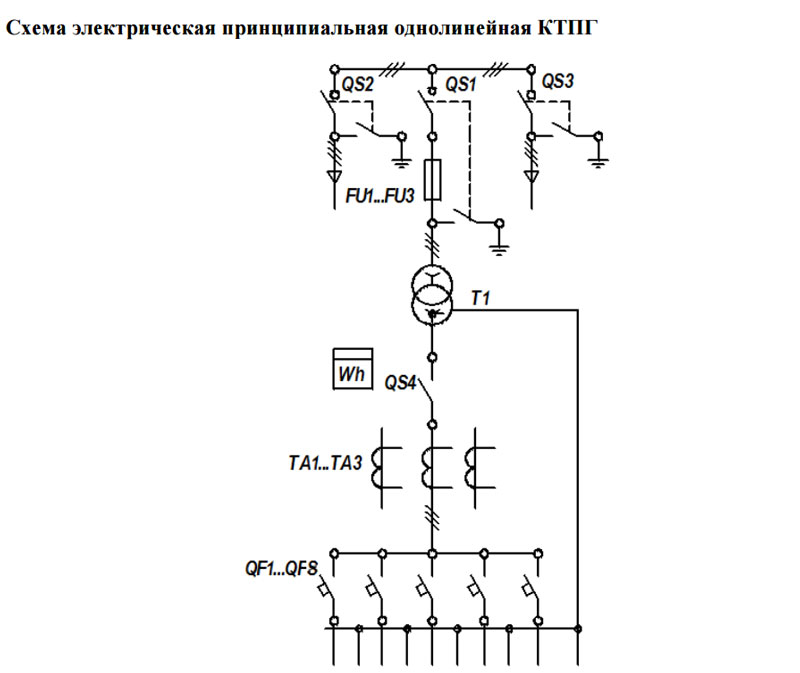 Схема электрическая принципиальная однолинейная КТПГ
QS2
QS1
QS3
FU1...FU3
T1
Wh
QS4
TA1...TA3
QF1...QF8